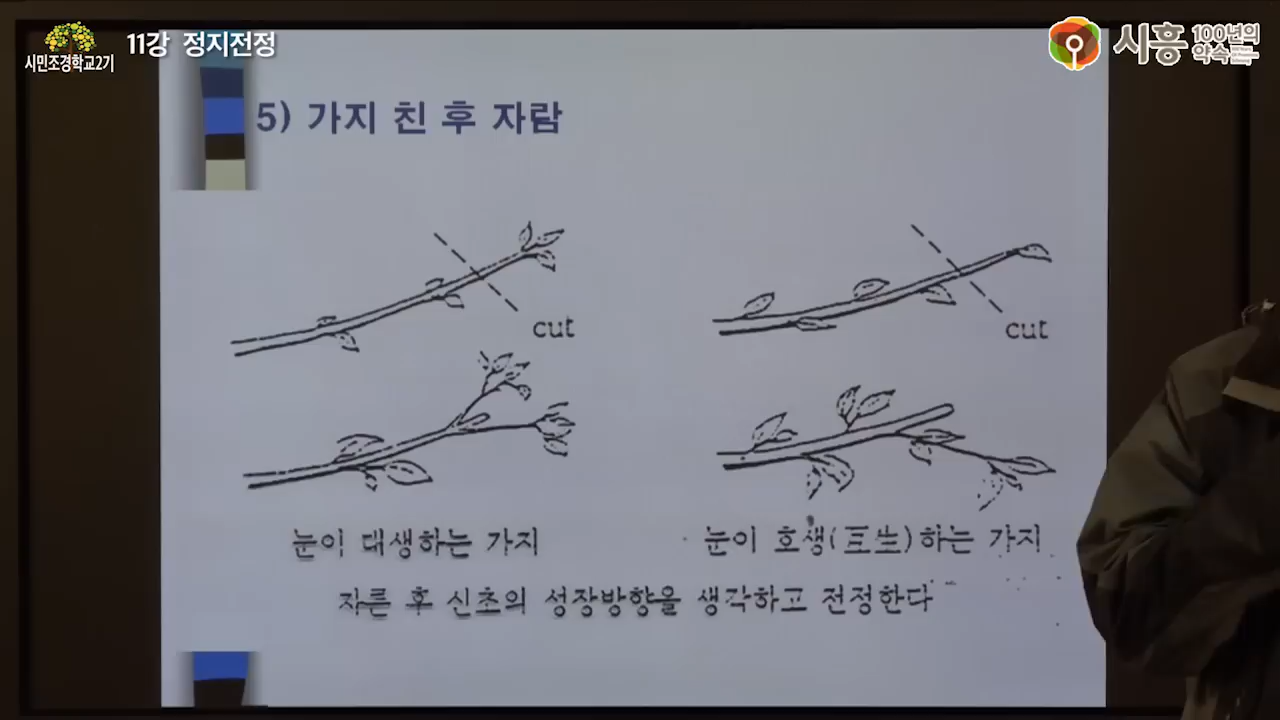 시민조경학교2기
11강 정지전정
시흥 100년의 약속
5) 가지 친 후 자람
cut
cut
눈이 대생하는 가지
눈이 호생(互生)하는 가지
자른 후 신초의 성장방향을 생각하고 전정한다